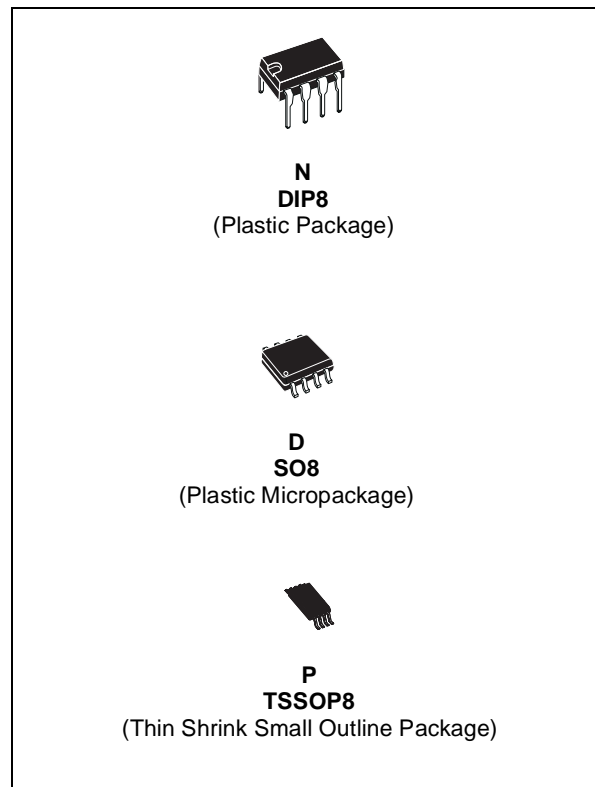 N
DIP8
(Plastic Package)
D
SO8
(Plastic Micropackage)
P
TSSOP8
(Thin Shrink Small Outline Package)